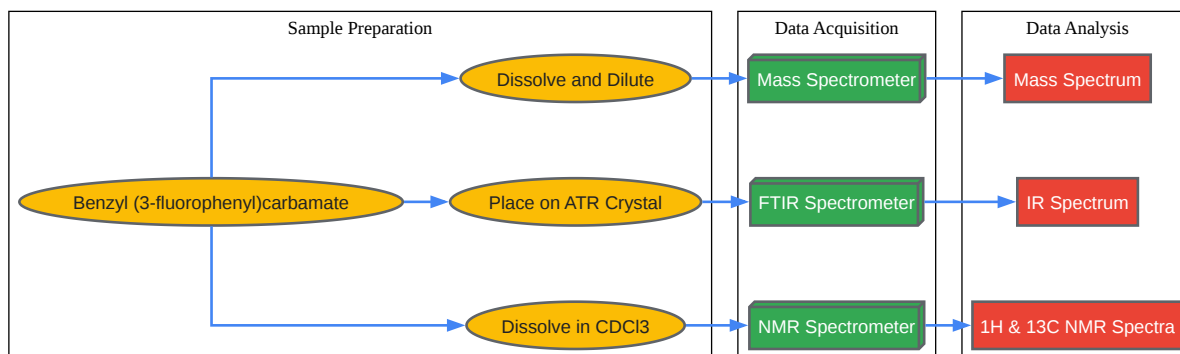 Sample Preparation
Data Acquisition
Data Analysis
Dissolve and Dilute
Mass Spectrometer
Mass Spectrum
Benzyl (3-fluorophenyl)carbamate
Place on ATR Crystal
FTIR Spectrometer
IR Spectrum
Dissolve in CDCl3
NMR Spectrometer
1H & 13C NMR Spectra